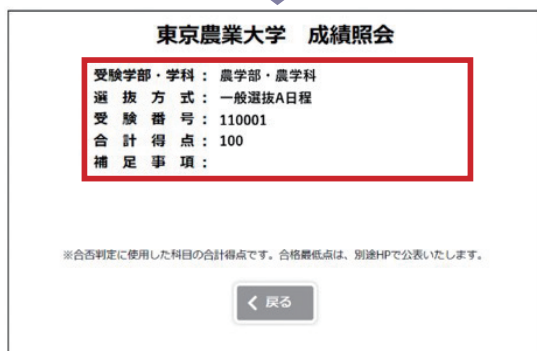 東京農業大学 成績照会
受験学部・学科： 農学部・農学科
選抜方式： 一般選抜A日程
受験番号： 110001
合計得点： 100
補足事項：
※合否判定に使用した科目の合計得点です。合格最低点は、別途HPで公表いたします。
戻る